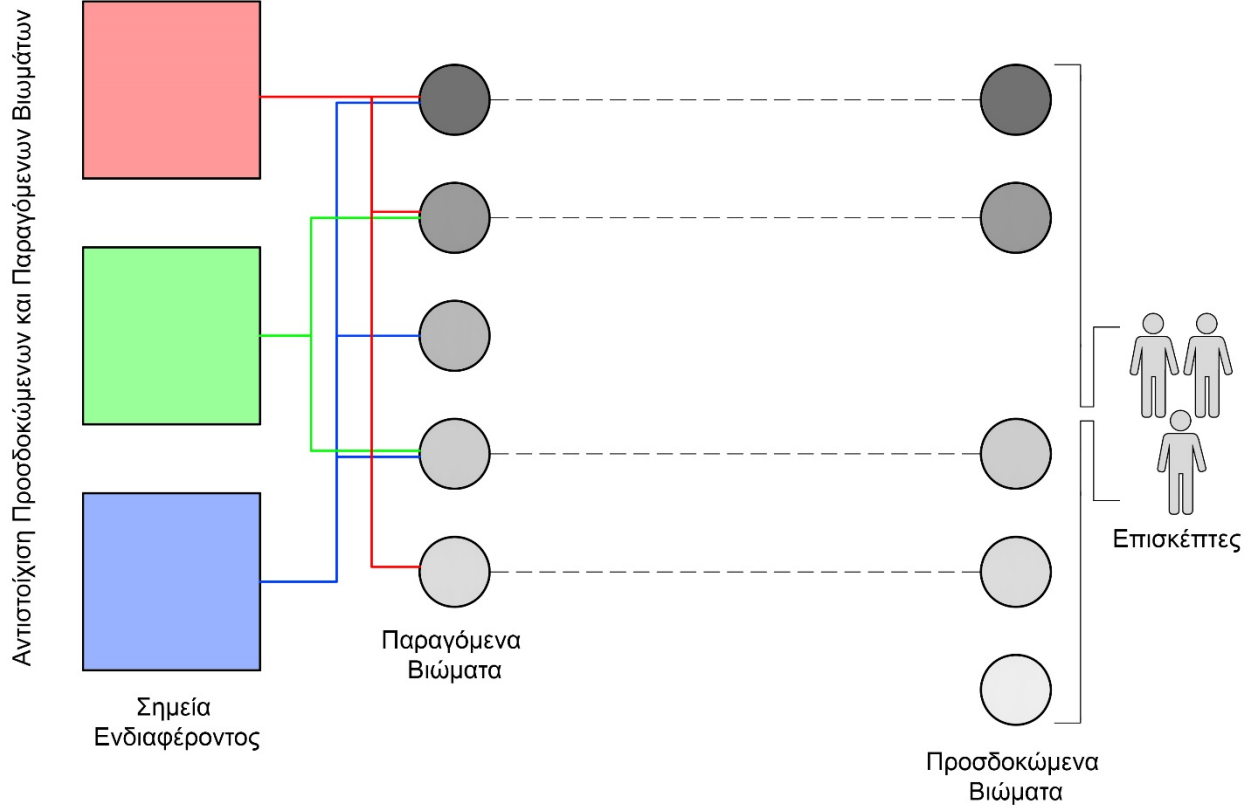 Αντιστοίχιση Προσδοκώμενων και Παραγόμενων Βιωμάτων
Επισκέπτες
Παραγόμενα
Βιώματα
Σημεία
Ενδιαφέροντος
Προσδοκώμενα
Βιώματα